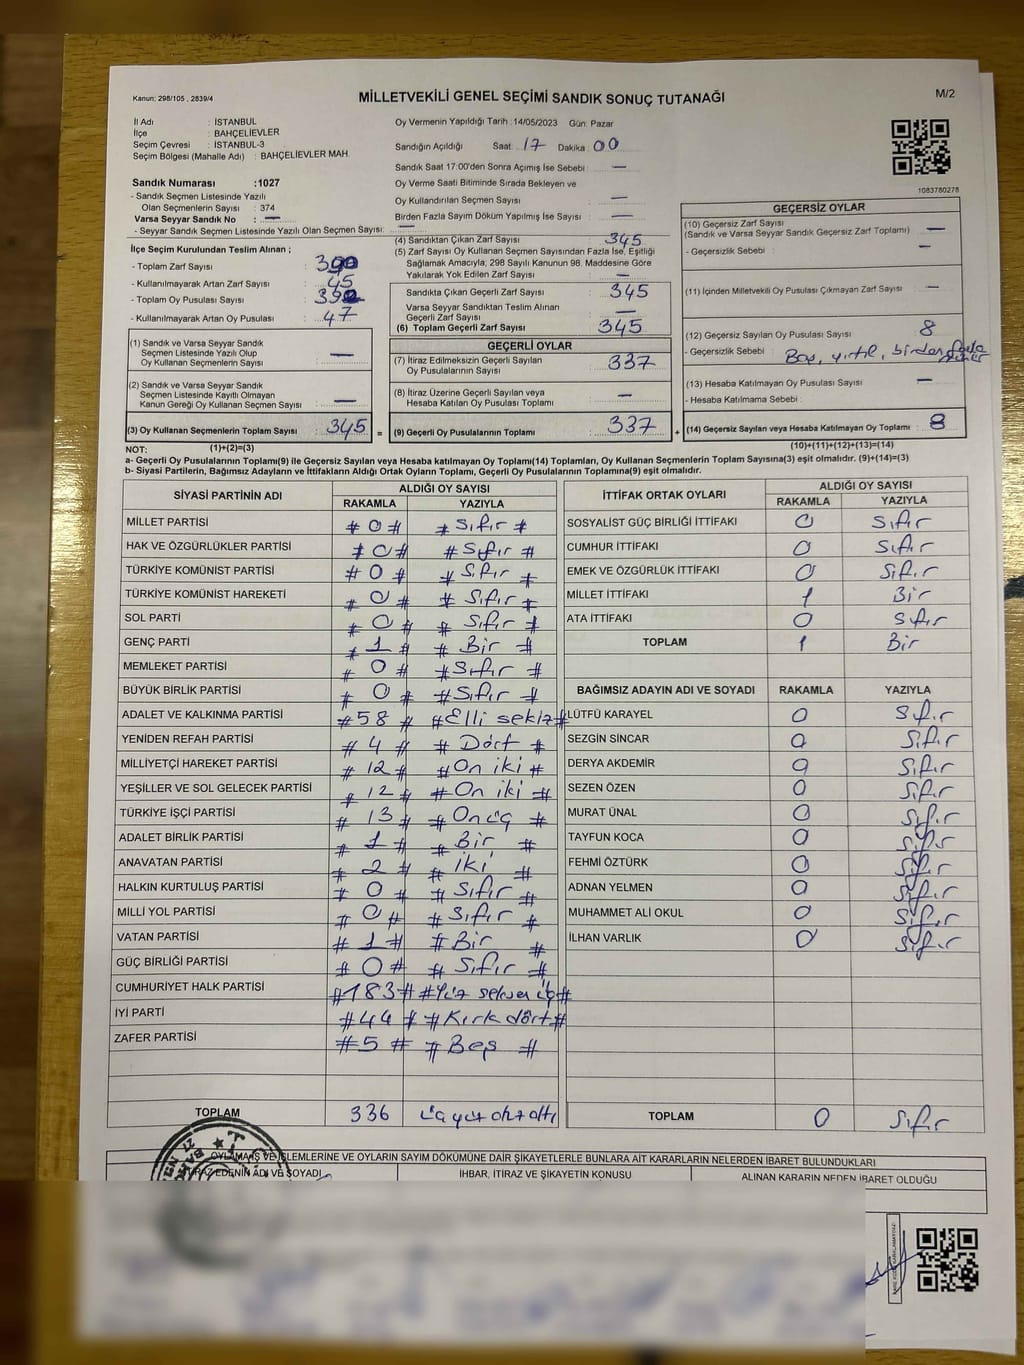 Kanun: 298/105 , 2839/4
MİLLETVEKİLİ GENEL SEÇİMİ SANDIK SONUÇ TUTANAĞI
M/2
İl Adı : İSTANBUL
İlçe : BAHÇELİEVLER
Seçim Çevresi : İSTANBUL-3
Seçim Bölgesi (Mahalle Adı) : BAHÇELİEVLER MAH.
Sandık Numarası :1027
- Sandık Seçmen Listesinde Yazılı
Olan Seçmenlerin Sayısı : 374
Varsa Seyyar Sandık No : —
- Seyyar Sandık Seçmen Listesinde Yazılı Olan Seçmen Sayısı: —
Oy Vermenin Yapıldığı Tarih :14/05/2023 Gün: Pazar
Sandığın Açıldığı Saat 17 Dakika 00
Sandık Saat 17:00'den Sonra Açımış İse Sebebi : —
Oy Verme Saati Bitiminde Sırada Bekleyen ve
Oy Kullandırılan Seçmen Sayısı : —
Birden Fazla Sayım Döküm Yapılmış İse Sayısı : —
1083780278
İlçe Seçim Kurulundan Teslim Alınan ;
- Toplam Zarf Sayısı : 390
- Kullanılmayarak Artan Zarf Sayısı : 45
- Toplam Oy Pusulası Sayısı : 392
- Kullanılmayarak Artan Oy Pusulası : 47
(1) Sandık ve Varsa Seyyar Sandık
Seçmen Listesinde Yazılı Olup
Oy Kullanan Seçmen Sayısı : —
(2) Sandık ve Varsa Seyyar Sandık
Seçmen Listesinde Kayıtlı Olmayan
Kanun Gereği Oy Kullanan Seçmen Sayısı : —
(3) Oy Kullanan Seçmenlerin Toplam Sayısı : 345 =
(1)+(2)=(3)
(4) Sandıktan Çıkan Zarf Sayısı : 345
(5) Zarf Sayısı Oy Kullanan Seçmen Sayısından Fazla İse, Eşitliği
Sağlamak Amacıyla, 298 Sayılı Kanunun 98. Maddesine Göre
Yakılarak Yok Edilen Zarf Sayısı : —
Sandıkta Çıkan Geçerli Zarf Sayısı : 345
Varsa Seyyar Sandıktan Teslim Alınan
Geçerli Zarf Sayısı : —
(6) Toplam Geçerli Zarf Sayısı : 345
GEÇERLİ OYLAR
(7) İtiraz Edilmeksizin Geçerli Sayılan
Oy Pusulalarının Sayısı : 337
(8) İtiraz Üzerine Geçerli Sayılan veya
Hesaba Katılan Oy Pusulası Toplamı : —
(9) Geçerli Oy Pusulalarının Toplamı : 337 +
GEÇERSİZ OYLAR
(10) Geçersiz Zarf Sayısı
(Sandık ve Varsa Seyyar Sandık Geçersiz Zarf Toplamı) : —
- Geçersizlik Sebebi : —
(11) İçinden Milletvekili Oy Pusulası Çıkmayan Zarf Sayısı : —
(12) Geçersiz Sayılan Oy Pusulası Sayısı : 8
- Geçersizlik Sebebi : Boş, yırtık, birden fazla
(13) Hesaba Katılmayan Oy Pusulası Sayısı : —
- Hesaba Katılmama Sebebi :
(14) Geçersiz Sayılan veya Hesaba Katılmayan Oy Toplamı : 8
(10)+(11)+(12)+(13)=(14)
NOT:
a- Geçerli Oy Pusulalarının Toplamı(9) ile Geçersiz Sayılan veya Hesaba katılmayan Oy Toplamı(14) Toplamları, Oy Kullanan Seçmenlerin Toplam Sayısına(3) eşit olmalıdır. (9)+(14)=(3)
b- Siyasi Partilerin, Bağımsız Adayların ve İttifakların Aldığı Ortak Oyların Toplamı, Geçerli Oy Pusulalarının Toplamına(9) eşit olmalıdır.
SİYASİ PARTİNİN ADI ALDIĞI OY SAYISI
RAKAMLA YAZIYLA
MİLLET PARTİSİ # 0 # # Sıfır #
HAK VE ÖZGÜRLÜKLER PARTİSİ # 0 # # Sıfır #
TÜRKİYE KOMÜNİST PARTİSİ # 0 # # Sıfır #
TÜRKİYE KOMÜNİST HAREKETİ # 0 # # Sıfır #
SOL PARTİ # 0 # # Sıfır #
GENÇ PARTİ # 1 # # Bir #
MEMLEKET PARTİSİ # 0 # # Sıfır #
BÜYÜK BİRLİK PARTİSİ # 0 # # Sıfır #
ADALET VE KALKINMA PARTİSİ # 58 # # Elli sekiz #
YENİDEN REFAH PARTİSİ # 4 # # Dört #
MİLLİYETÇİ HAREKET PARTİSİ # 12 # # On iki #
YEŞİLLER VE SOL GELECEK PARTİSİ # 12 # # On iki #
TÜRKİYE İŞÇİ PARTİSİ # 13 # # On üç #
ADALET BİRLİK PARTİSİ # 1 # # Bir #
ANAVATAN PARTİSİ # 2 # # İki #
HALKIN KURTULUŞ PARTİSİ # 0 # # Sıfır #
MİLLİ YOL PARTİSİ # 0 # # Sıfır #
VATAN PARTİSİ # 1 # # Bir #
GÜÇ BİRLİĞİ PARTİSİ # 0 # # Sıfır #
CUMHURİYET HALK PARTİSİ # 183 # # Yüz seksen üç #
İYİ PARTİ # 44 # # Kırk dört #
ZAFER PARTİSİ # 5 # # Beş #
TOPLAM 336 üç yüz otuz altı
İTTİFAK ORTAK OYLARI ALDIĞI OY SAYISI
RAKAMLA YAZIYLA
SOSYALİST GÜÇ BİRLİĞİ İTTİFAKI 0 Sıfır
CUMHUR İTTİFAKI 0 Sıfır
EMEK VE ÖZGÜRLÜK İTTİFAKI 0 Sıfır
MİLLET İTTİFAKI 1 Bir
ATA İTTİFAKI 0 Sıfır
TOPLAM 1 Bir
BAĞIMSIZ ADAYIN ADI VE SOYADI RAKAMLA YAZIYLA
LÜTFÜ KARAYEL 0 Sıfır
SEZGİN SİNCAR 0 Sıfır
DERYA AKDEMİR 0 Sıfır
SEZEN ÖZEN 0 Sıfır
MURAT ÜNAL 0 Sıfır
TAYFUN KOCA 0 Sıfır
FEHMİ ÖZTÜRK 0 Sıfır
ADNAN YELMEN 0 Sıfır
MUHAMMET ALİ OKUL 0 Sıfır
İLHAN VARLIK 0 Sıfır
TOPLAM 0 Sıfır
OYLAMA İŞ VE İŞLEMLERİNE VE OYLARIN SAYIM DÖKÜMÜNE DAİR ŞİKAYETLERLE BUNLARA AİT KARARLARIN NELERDEN İBARET BULUNDUKLARI
İTİRAZ EDENİN ADI VE SOYADI İHBAR, İTİRAZ VE ŞİKAYETİN KONUSU ALINAN KARARIN NEDEN İBARET OLDUĞU